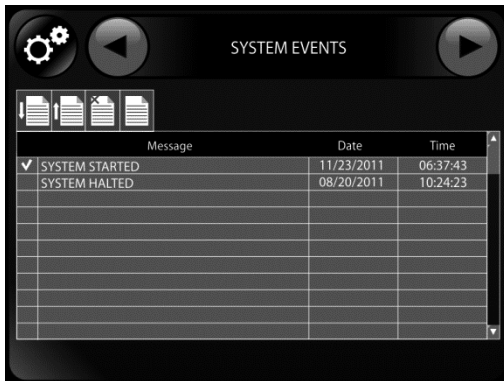 SYSTEM EVENTS
Message Date Time
SYSTEM STARTED 11/23/2011 06:37:43
SYSTEM HALTED 08/20/2011 10:24:23